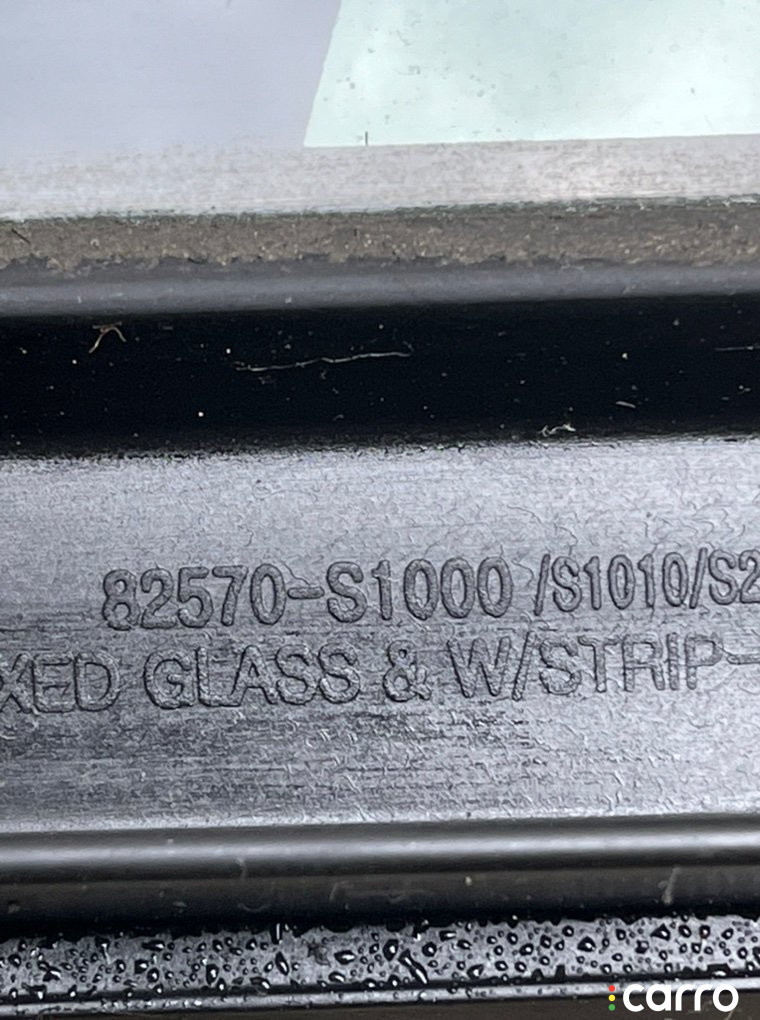 82570-S1000 /S1010/S2
XED GLASS & W/STRIP-
carro